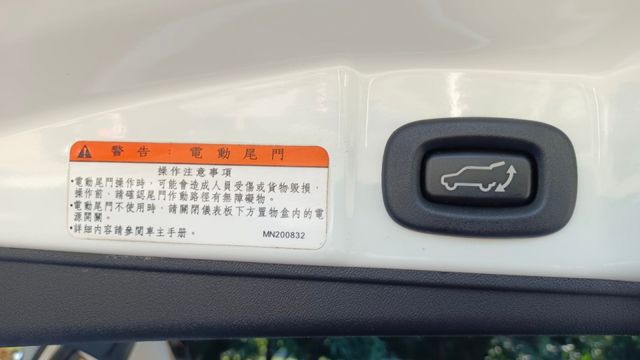 警告：電動尾門
操作注意事項
•電動尾門操作時，可能會造成人員受傷或貨物毀損，
操作前，請確認尾門作動路徑有無障礙物。
•電動尾門不使用時，請關閉儀表板下方置物盒內的電
源開關。
•詳細內容請參閱車主手册。 MN200832